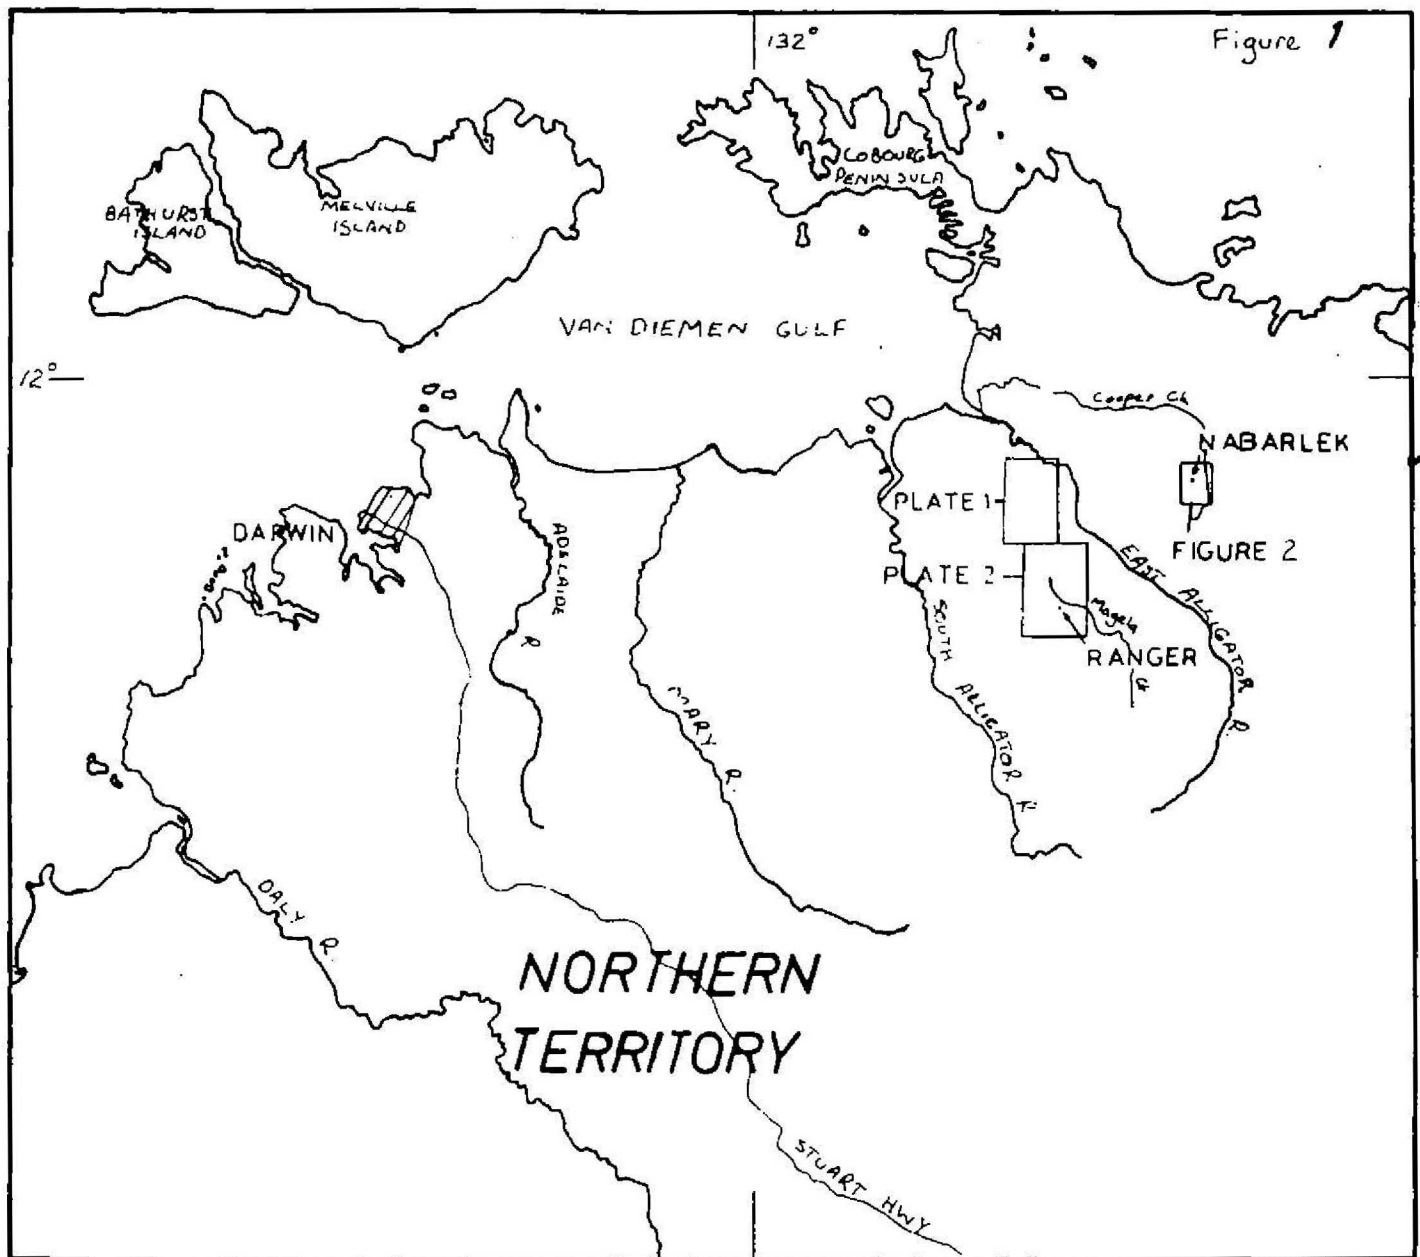 132°
Figure 1
COBOURG
PENINSULA
BATHURST
ISLAND
MELVILLE
ISLAND
VAN DIEMEN GULF
12°
Cooper Ck
NABARLEK
PLATE 1
DARWIN
FIGURE 2
ADELAIDE R
EAST ALLIGATOR R.
PLATE 2
SOUTH ALLIGATOR R
Magela Ck
RANGER
MARY R.
DALY R.
NORTHERN
TERRITORY
STUART HWY